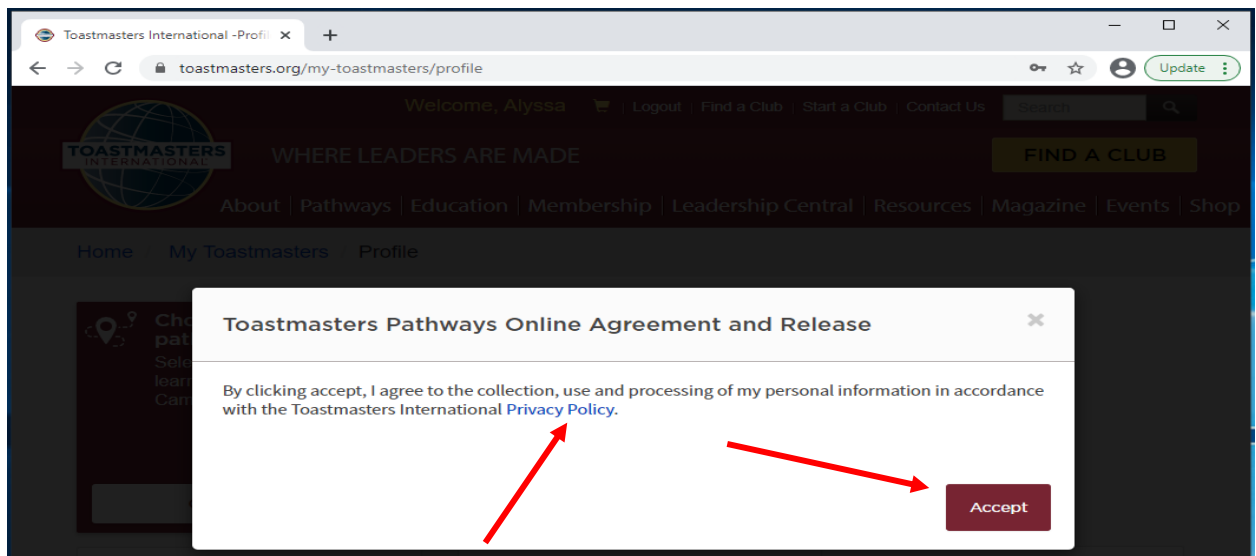 Toastmasters International -Profil
toastmasters.org/my-toastmasters/profile
Update
Welcome, Alyssa
Logout | Find a Club | Start a Club | Contact Us
Search
TOASTMASTERS
INTERNATIONAL
WHERE LEADERS ARE MADE
FIND A CLUB
About | Pathways | Education | Membership | Leadership Central | Resources | Magazine | Events | Shop
Home
My Toastmasters
Profile
Toastmasters Pathways Online Agreement and Release
By clicking accept, I agree to the collection, use and processing of my personal information in accordance
with the Toastmasters International Privacy Policy.
Accept